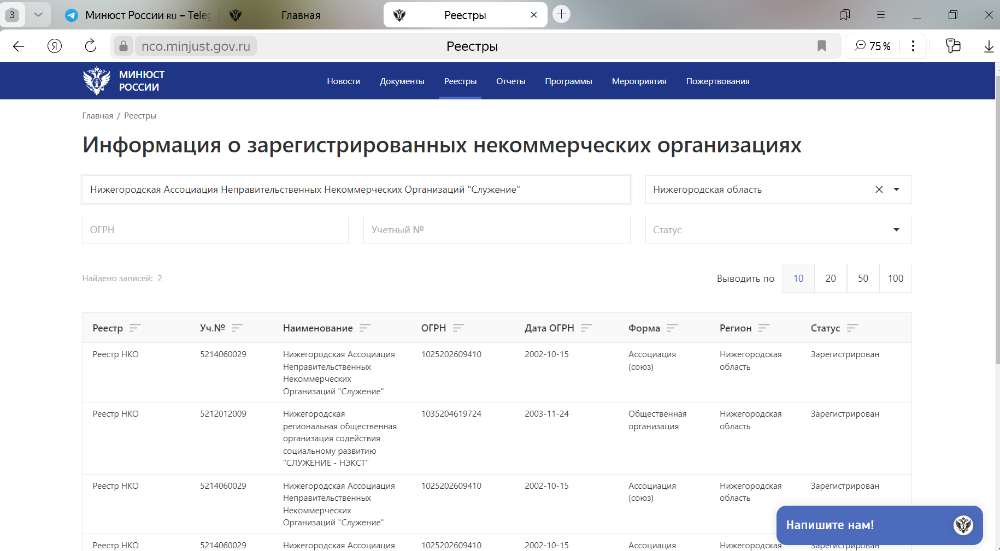 3
Минюст России RU – Teleg
Главная
Реестры
Я
nco.minjust.gov.ru
Реестры
75%
МИНЮСТ
РОССИИ
Новости Документы Реестры Отчеты Программы Мероприятия Пожертвования
Главная / Реестры
Информация о зарегистрированных некоммерческих организациях
Нижегородская Ассоциация Неправительственных Некоммерческих Организаций "Служение"
Нижегородская область
ОГРН
Учетный №
Статус
Найдено записей: 2
Выводить по 10 20 50 100
Реестр Уч.№ Наименование ОГРН Дата ОГРН Форма Регион Статус
Реестр НКО 5214060029 Нижегородская Ассоциация 1025202609410 2002-10-15 Ассоциация Нижегородская Зарегистрирован
Неправительственных (союз) область
Некоммерческих
Организаций "Служение"
Реестр НКО 5212012009 Нижегородская 1035204619724 2003-11-24 Общественная Нижегородская Зарегистрирован
региональная общественная организация область
организация содействия
социальному развитию
"СЛУЖЕНИЕ - НЭКСТ"
Реестр НКО 5214060029 Нижегородская Ассоциация 1025202609410 2002-10-15 Ассоциация Нижегородская Зарегистрирован
Неправительственных (союз) область
Некоммерческих
Организаций "Служение"
Напишите нам!
Реестр НКО 5214060029 Нижегородская Ассоциация 1025202609410 2002-10-15 Ассоциация Нижегородская Зарегистрирован